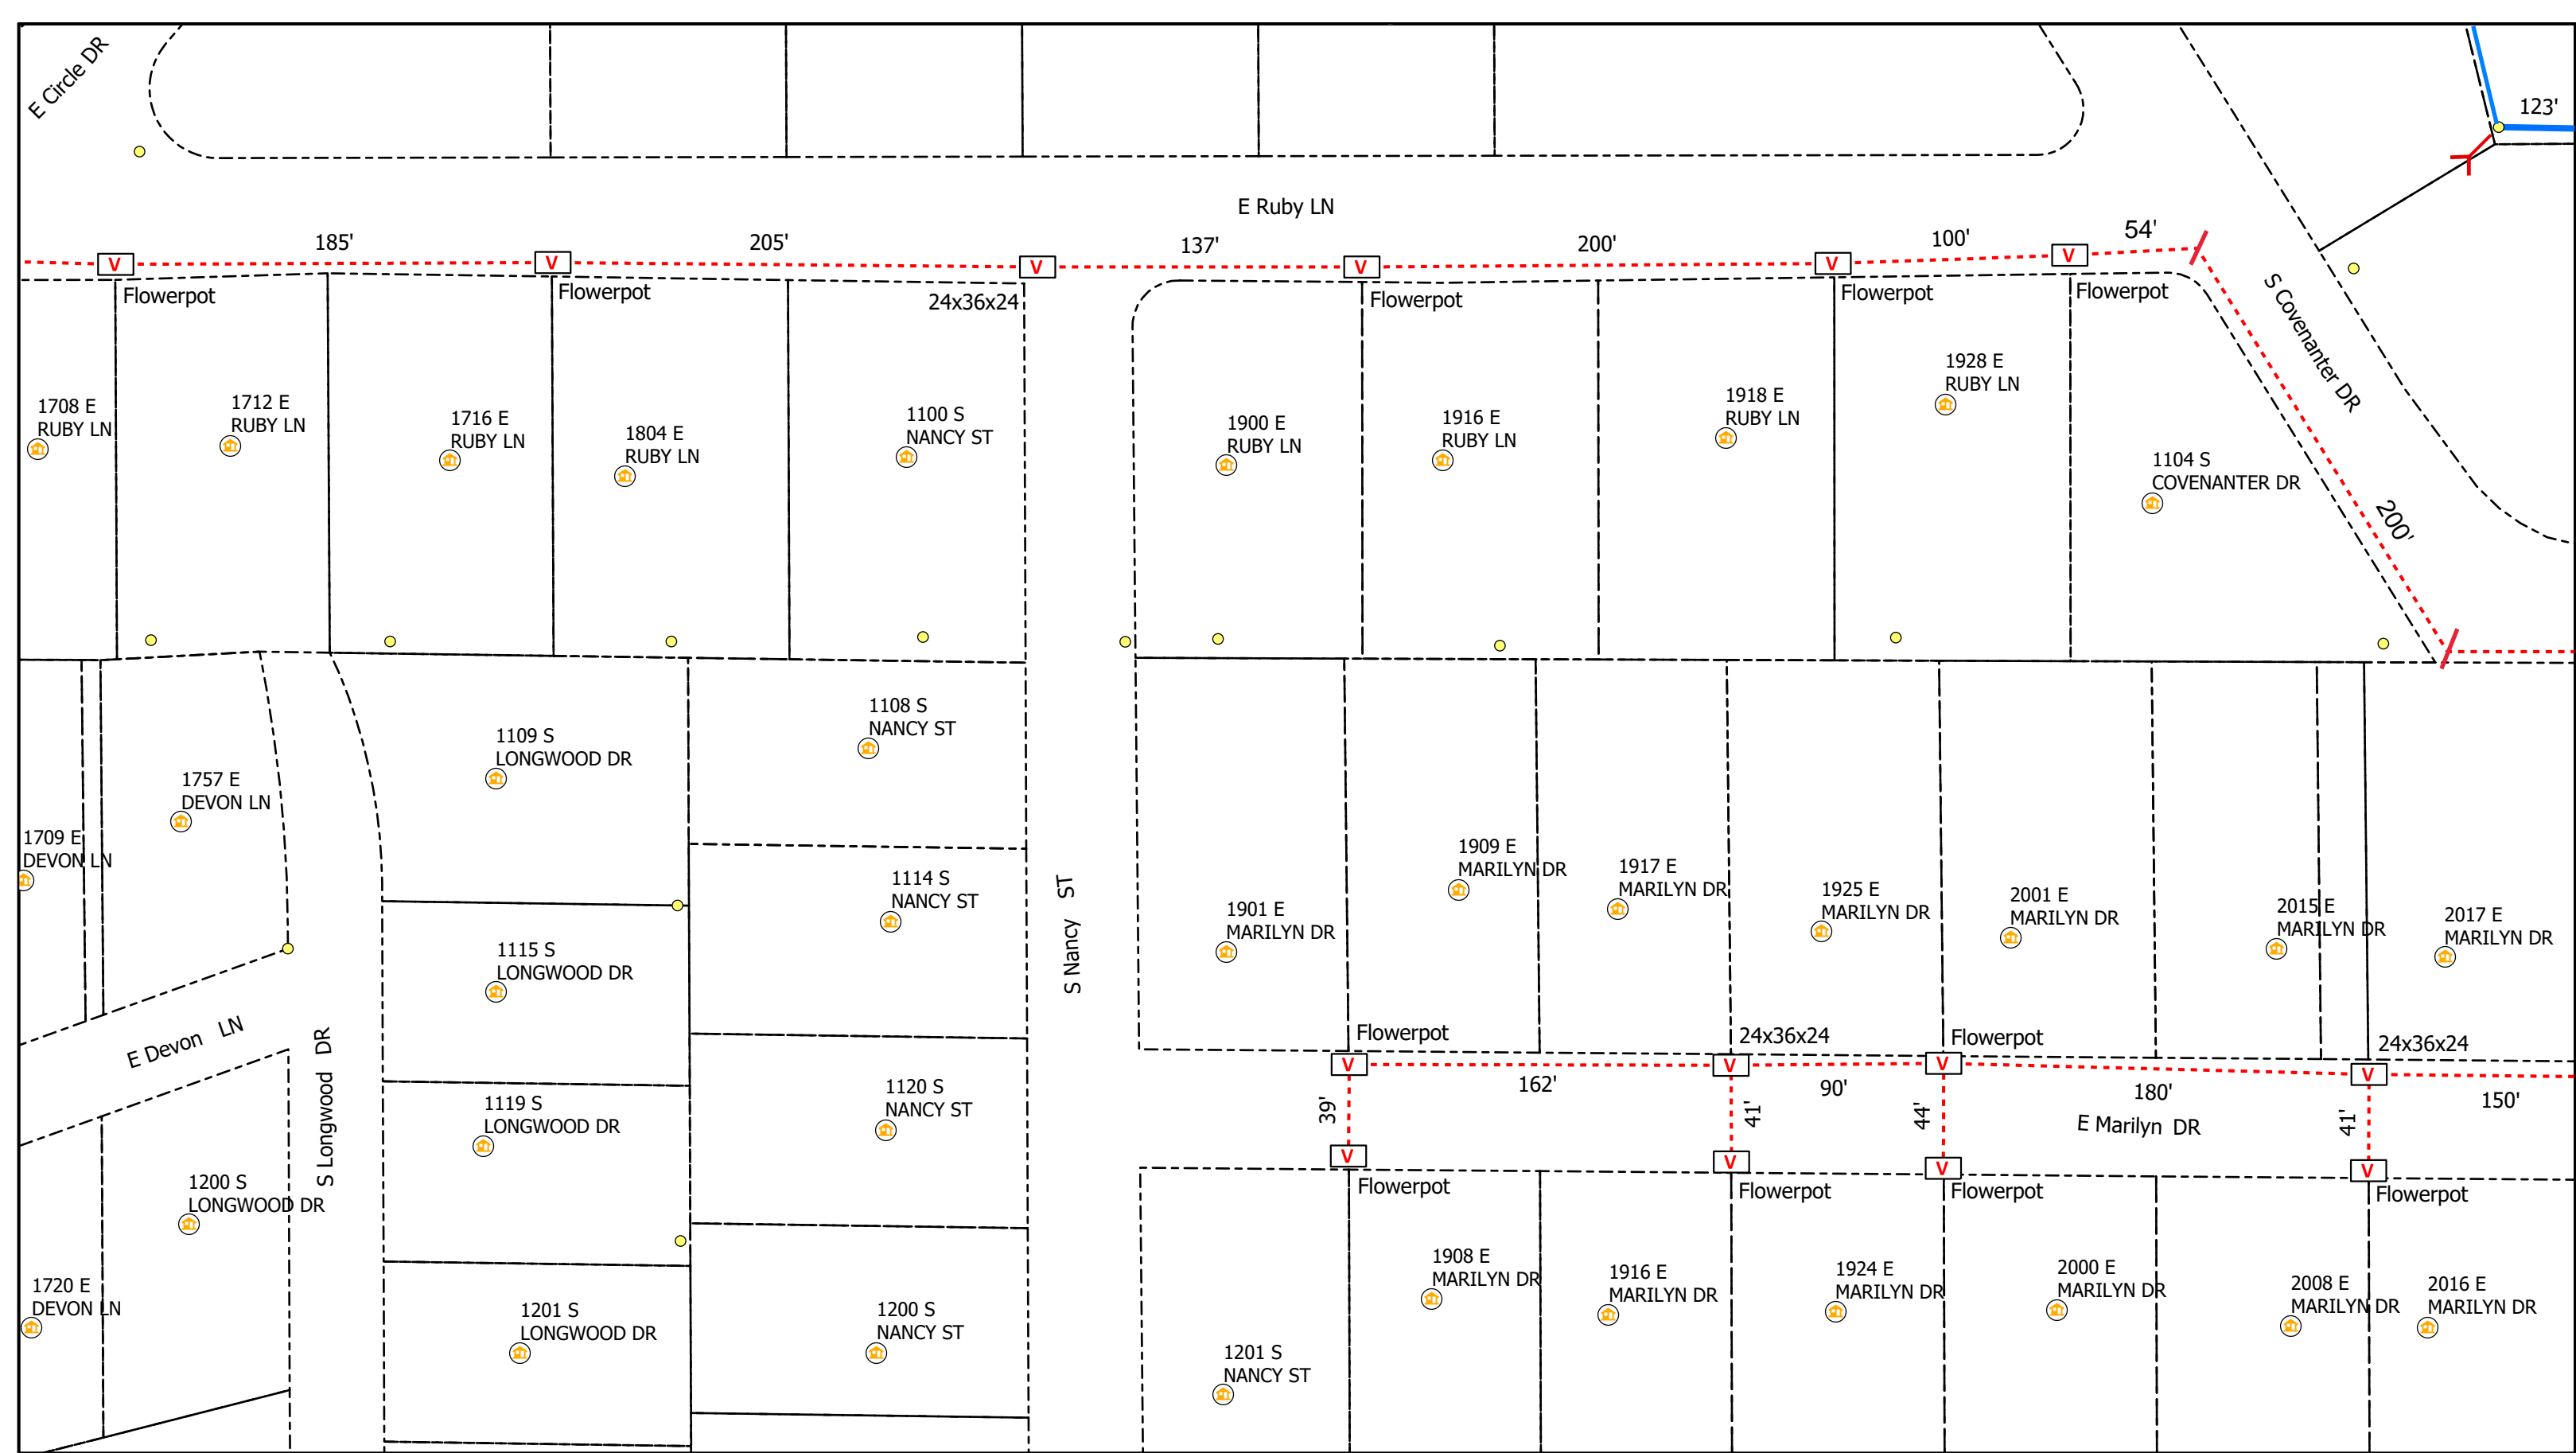 E Circle DR
123'
E Ruby LN
185'
205'
137'
200'
100'
54'
V
V
V
V
V
V
Flowerpot
Flowerpot
24x36x24
Flowerpot
Flowerpot
Flowerpot
S Covenanter DR
200'
1708 E
RUBY LN
1712 E
RUBY LN
1716 E
RUBY LN
1804 E
RUBY LN
1100 S
NANCY ST
1900 E
RUBY LN
1916 E
RUBY LN
1918 E
RUBY LN
1928 E
RUBY LN
1104 S
COVENANTER DR
1709 E
DEVON LN
1757 E
DEVON LN
1109 S
LONGWOOD DR
1108 S
NANCY ST
1115 S
LONGWOOD DR
1114 S
NANCY ST
S Nancy ST
1901 E
MARILYN DR
1909 E
MARILYN DR
1917 E
MARILYN DR
1925 E
MARILYN DR
2001 E
MARILYN DR
2015 E
MARILYN DR
2017 E
MARILYN DR
E Devon LN
S Longwood DR
Flowerpot
24x36x24
Flowerpot
24x36x24
V
V
V
V
162'
90'
180'
150'
39'
41'
44'
41'
E Marilyn DR
V
V
V
V
Flowerpot
Flowerpot
Flowerpot
Flowerpot
1119 S
LONGWOOD DR
1120 S
NANCY ST
1200 S
LONGWOOD DR
1720 E
DEVON LN
1201 S
LONGWOOD DR
1200 S
NANCY ST
1201 S
NANCY ST
1908 E
MARILYN DR
1916 E
MARILYN DR
1924 E
MARILYN DR
2000 E
MARILYN DR
2008 E
MARILYN DR
2016 E
MARILYN DR